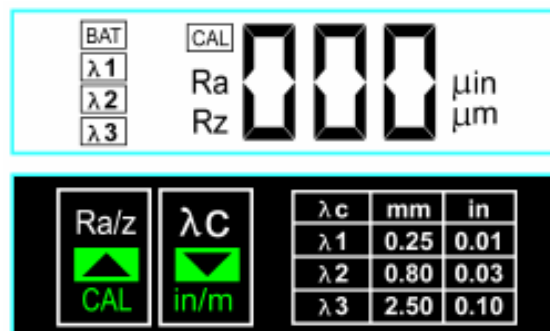 BAT CAL 000
λ1 Ra μin
λ2 Rz μm
λ3
Ra/z λC
CAL in/m
λc mm in
λ1 0.25 0.01
λ2 0.80 0.03
λ3 2.50 0.10